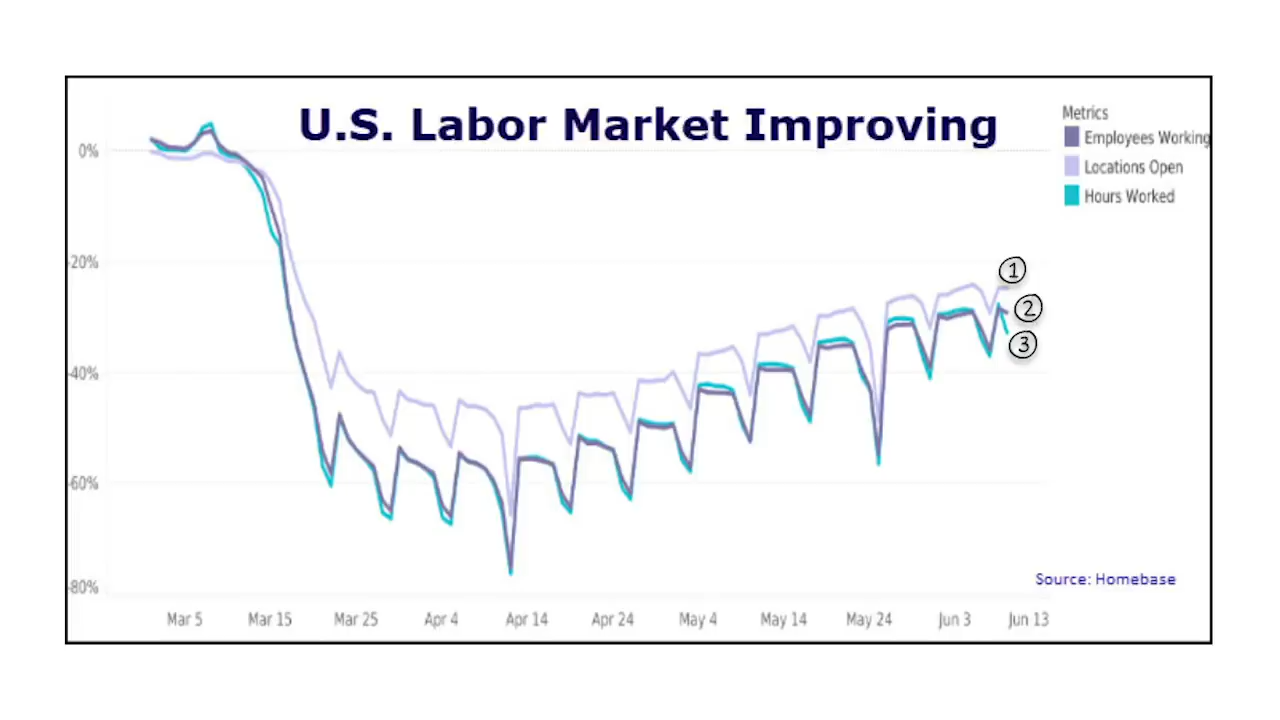 U.S. Labor Market Improving
Metrics
Employees Working
Locations Open
Hours Worked
0%
-20%
-40%
-60%
-80%
①
②
③
Source: Homebase
Mar 5 Mar 15 Mar 25 Apr 4 Apr 14 Apr 24 May 4 May 14 May 24 Jun 3 Jun 13